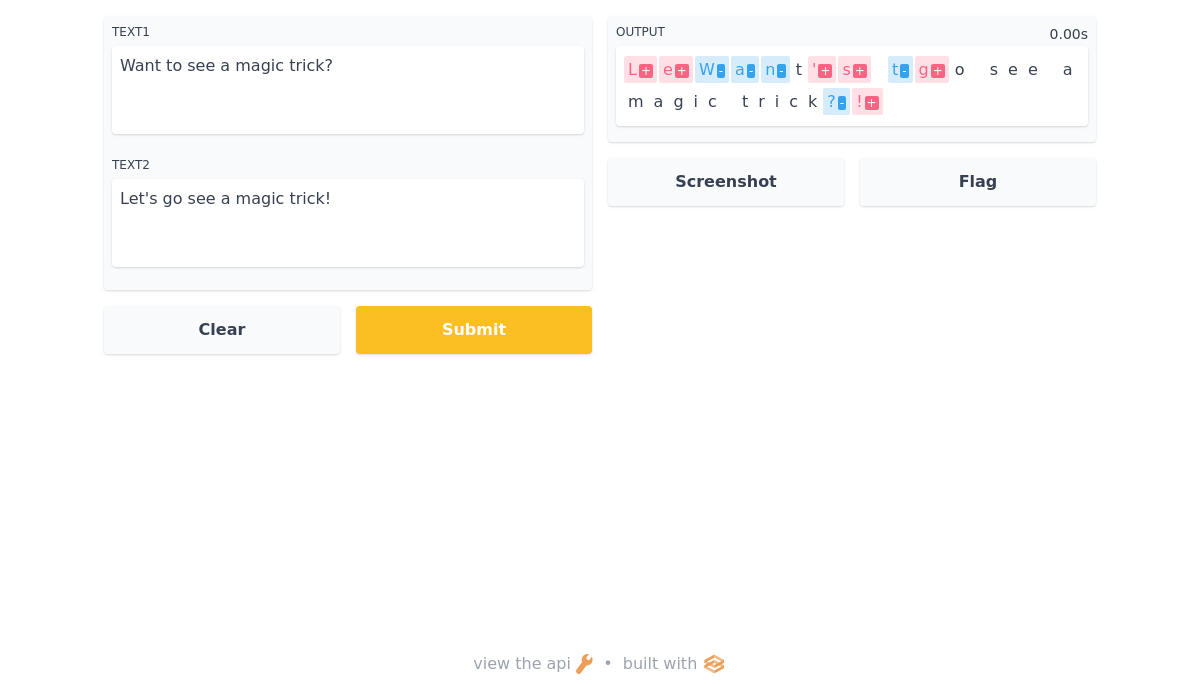 TEXT1
Want to see a magic trick?
TEXT2
Let's go see a magic trick!
Clear
Submit
OUTPUT
0.00s
L+ e+ W- a- n- t '+ s+ t- g+ o s e e a
m a g i c t r i c k ?- !+
Screenshot
Flag
view the api • built with